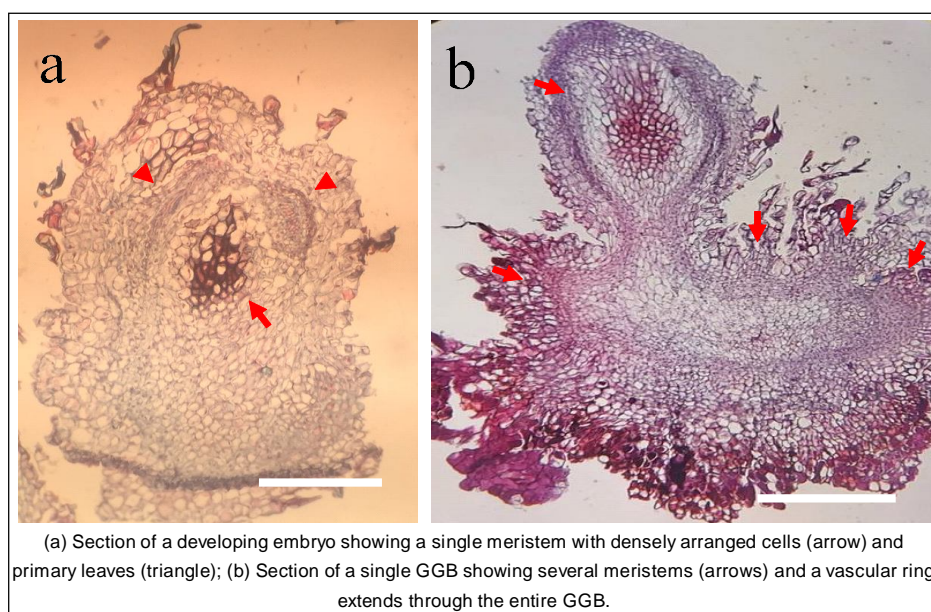 a
b
(a) Section of a developing embryo showing a single meristem with densely arranged cells (arrow) and
primary leaves (triangle); (b) Section of a single GGB showing several meristems (arrows) and a vascular ring
extends through the entire GGB.